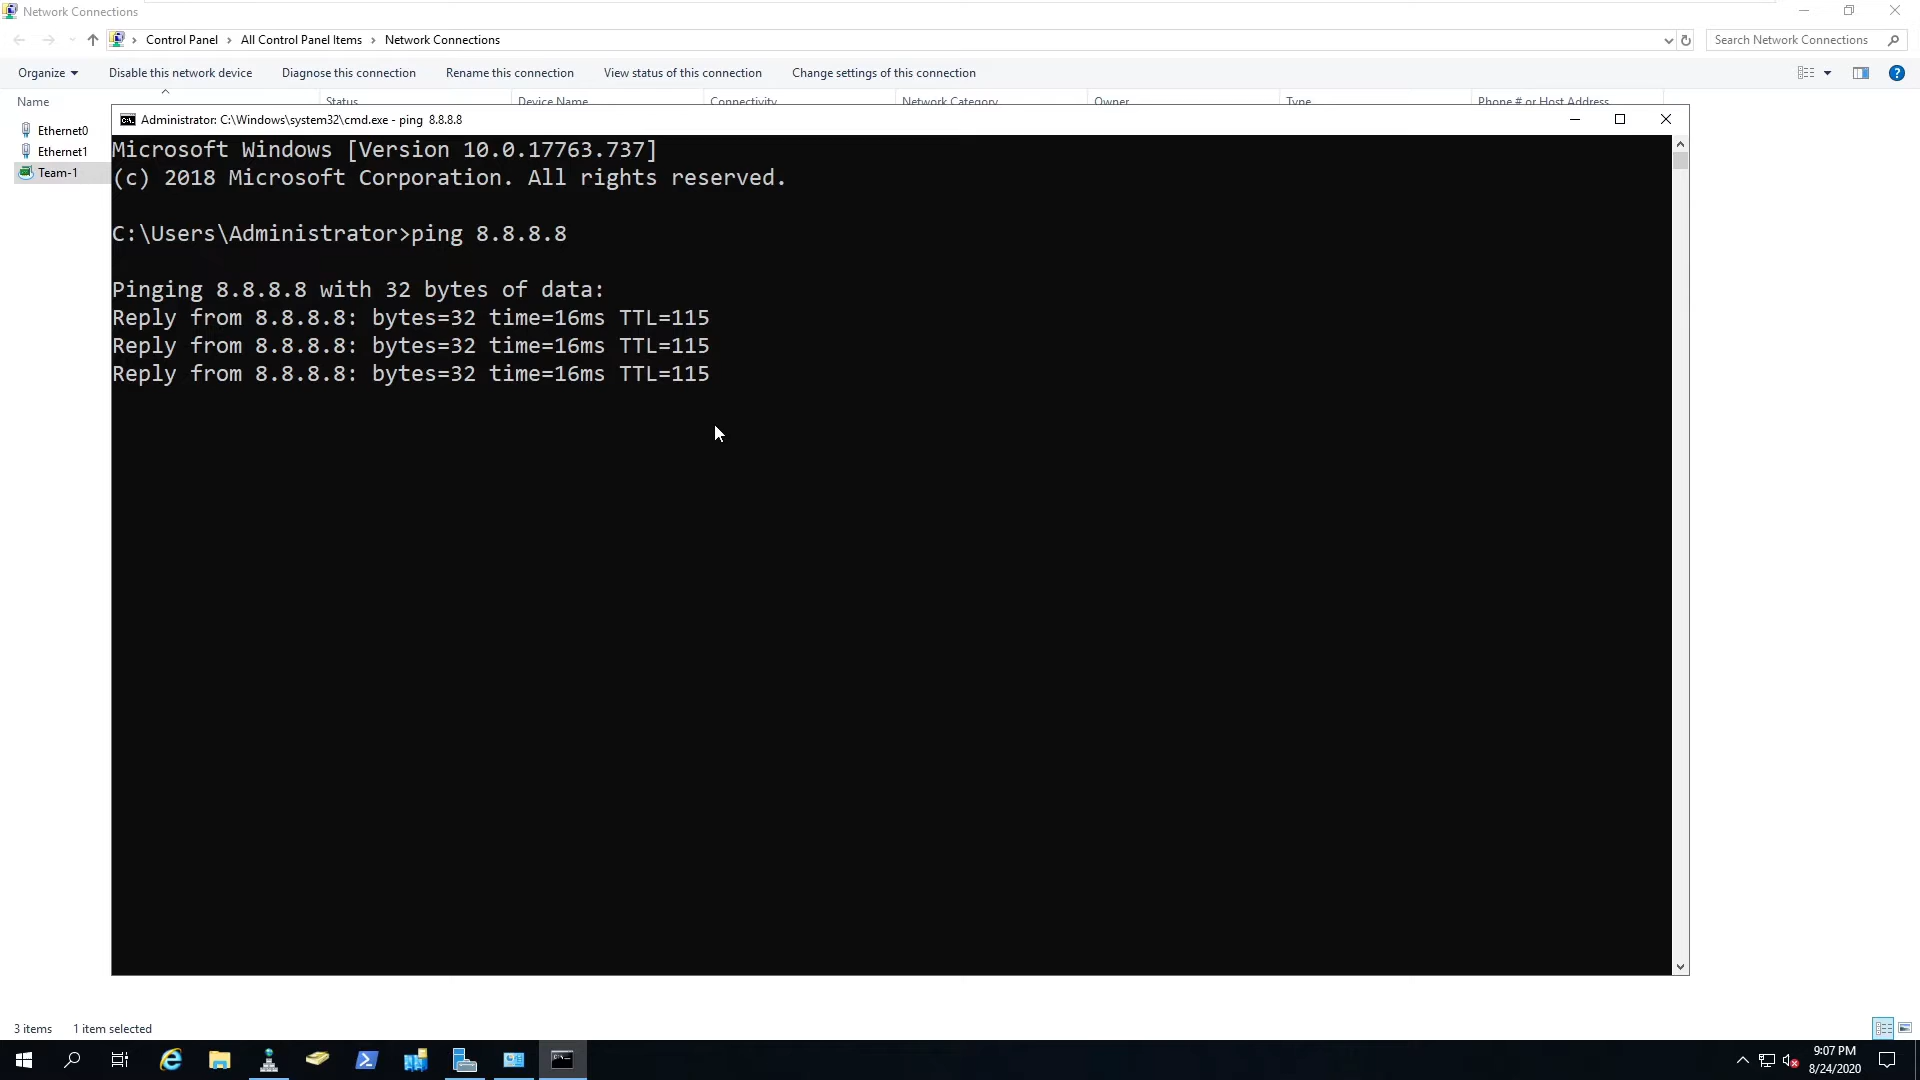 Network Connections
Control Panel > All Control Panel Items > Network Connections
Search Network Connections
Organize Disable this network device Diagnose this connection Rename this connection View status of this connection Change settings of this connection
Name Status Device Name Connectivity Network Category Owner Type Phone # or Host Address
Ethernet0
Ethernet1
Team-1
Administrator: C:\Windows\system32\cmd.exe - ping 8.8.8.8
Microsoft Windows [Version 10.0.17763.737]
(c) 2018 Microsoft Corporation. All rights reserved.
C:\Users\Administrator>ping 8.8.8.8
Pinging 8.8.8.8 with 32 bytes of data:
Reply from 8.8.8.8: bytes=32 time=16ms TTL=115
Reply from 8.8.8.8: bytes=32 time=16ms TTL=115
Reply from 8.8.8.8: bytes=32 time=16ms TTL=115
3 items 1 item selected
9:07 PM
8/24/2020